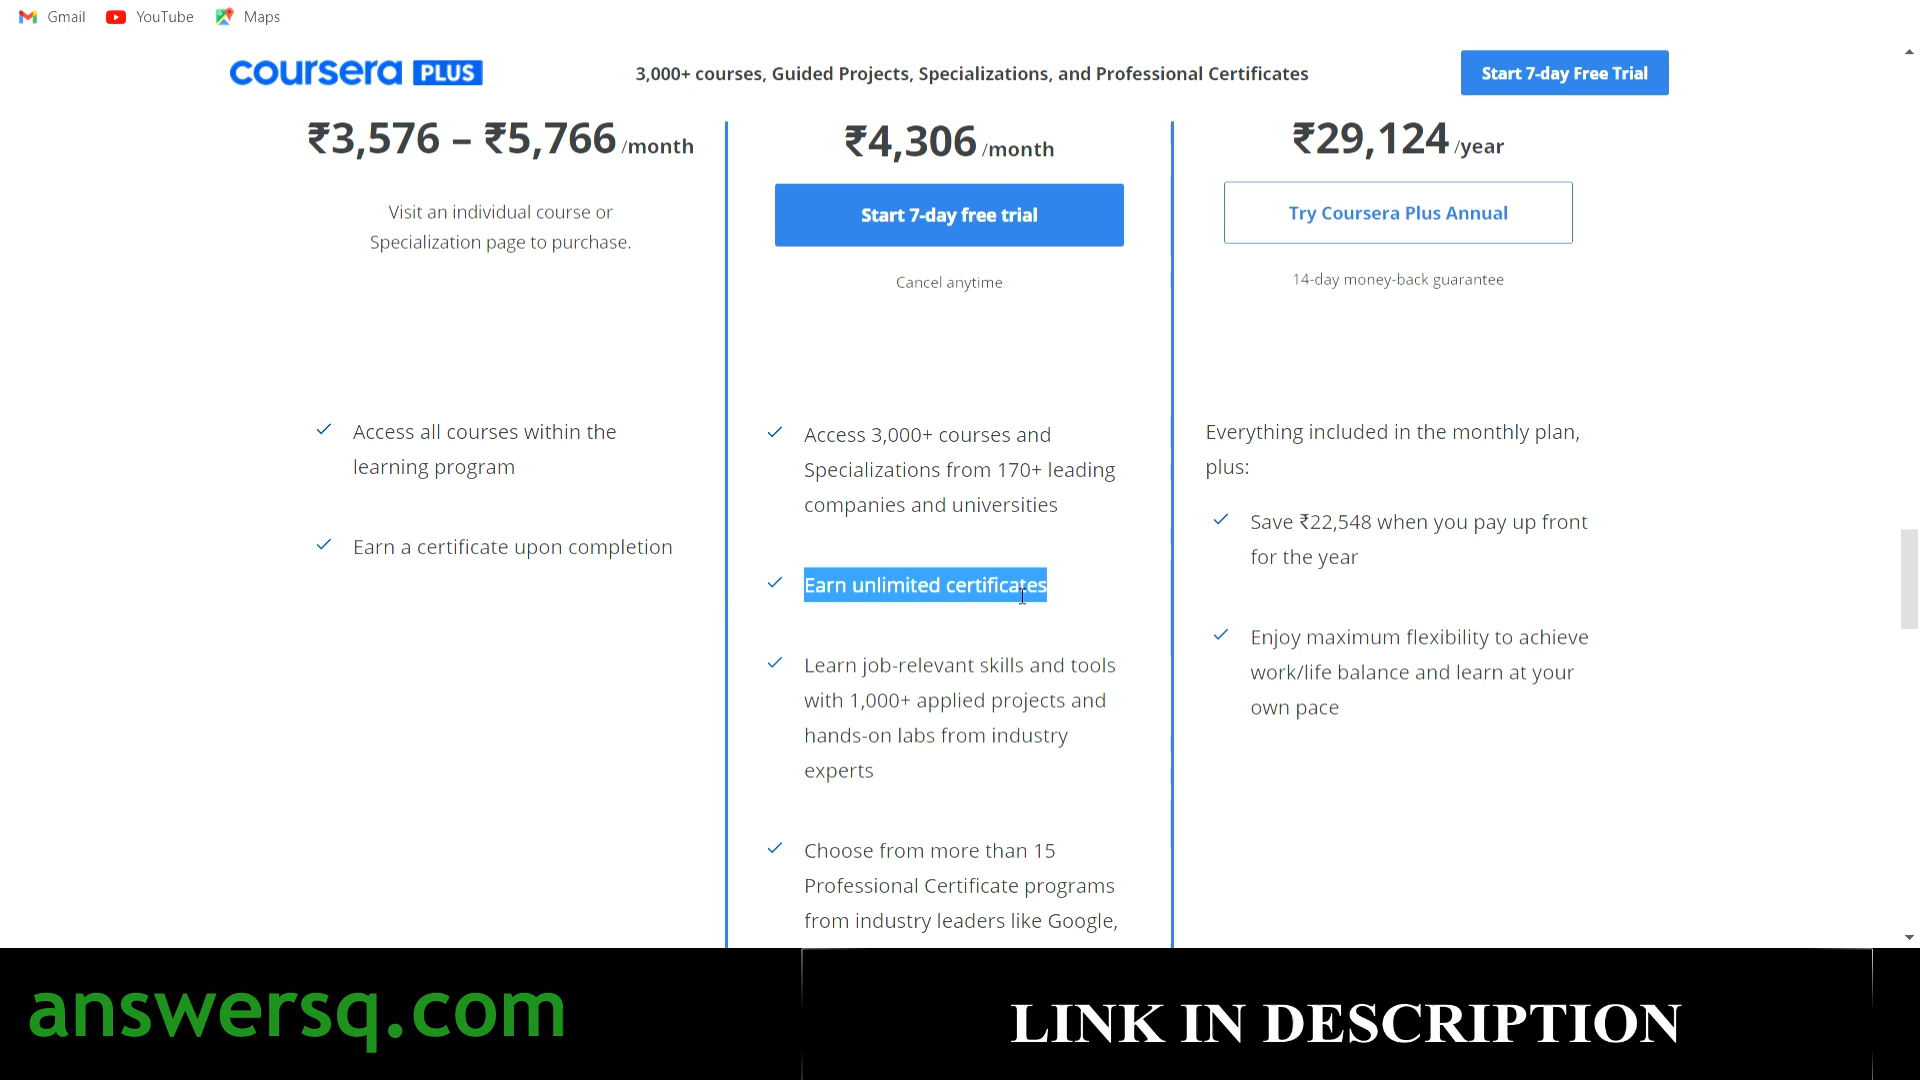 Gmail YouTube Maps
coursera PLUS
3,000+ courses, Guided Projects, Specializations, and Professional Certificates
Start 7-day Free Trial
₹3,576 – ₹5,766 /month
Visit an individual course or
Specialization page to purchase.
Access all courses within the
learning program
Earn a certificate upon completion
₹4,306 /month
Start 7-day free trial
Cancel anytime
Access 3,000+ courses and
Specializations from 170+ leading
companies and universities
Earn unlimited certificates
Learn job-relevant skills and tools
with 1,000+ applied projects and
hands-on labs from industry
experts
Choose from more than 15
Professional Certificate programs
from industry leaders like Google,
₹29,124 /year
Try Coursera Plus Annual
14-day money-back guarantee
Everything included in the monthly plan,
plus:
Save ₹22,548 when you pay up front
for the year
Enjoy maximum flexibility to achieve
work/life balance and learn at your
own pace
answersq.com
LINK IN DESCRIPTION